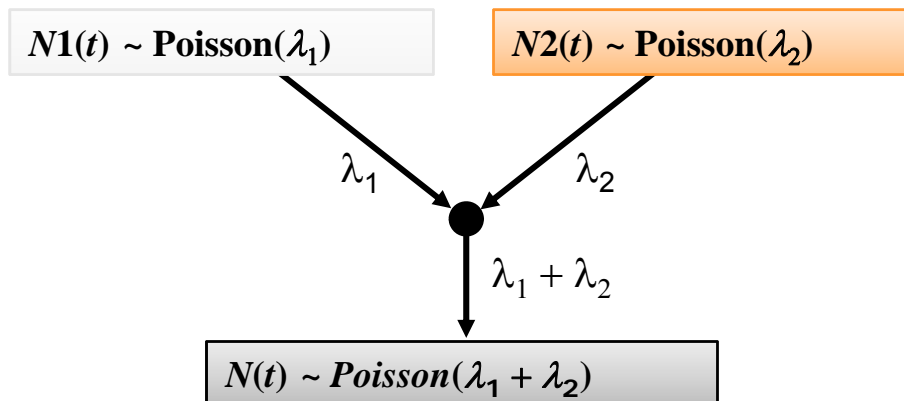 N1(t) ~ Poisson(λ₁)
N2(t) ~ Poisson(λ₂)
λ₁
λ₂
λ₁ + λ₂
N(t) ~ Poisson(λ₁ + λ₂)